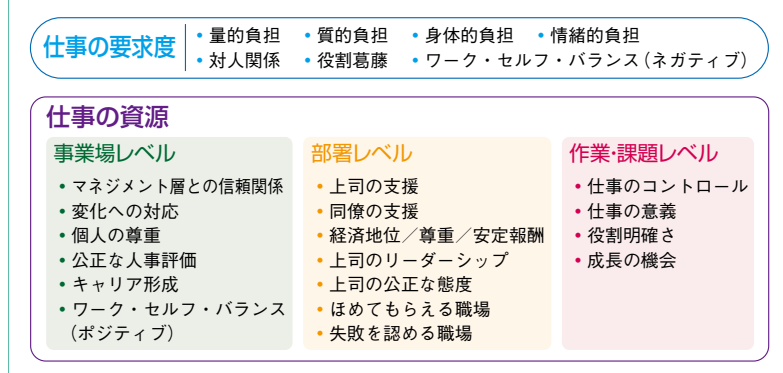 仕事の要求度
・量的負担 ・質的負担 ・身体的負担 ・情緒的負担
・対人関係 ・役割葛藤 ・ワーク・セルフ・バランス（ネガティブ）
仕事の資源
事業場レベル
・マネジメント層との信頼関係
・変化への対応
・個人の尊重
・公正な人事評価
・キャリア形成
・ワーク・セルフ・バランス
（ポジティブ）
部署レベル
・上司の支援
・同僚の支援
・経済地位／尊重／安定報酬
・上司のリーダーシップ
・上司の公正な態度
・ほめてもらえる職場
・失敗を認める職場
作業・課題レベル
・仕事のコントロール
・仕事の意義
・役割明確さ
・成長の機会